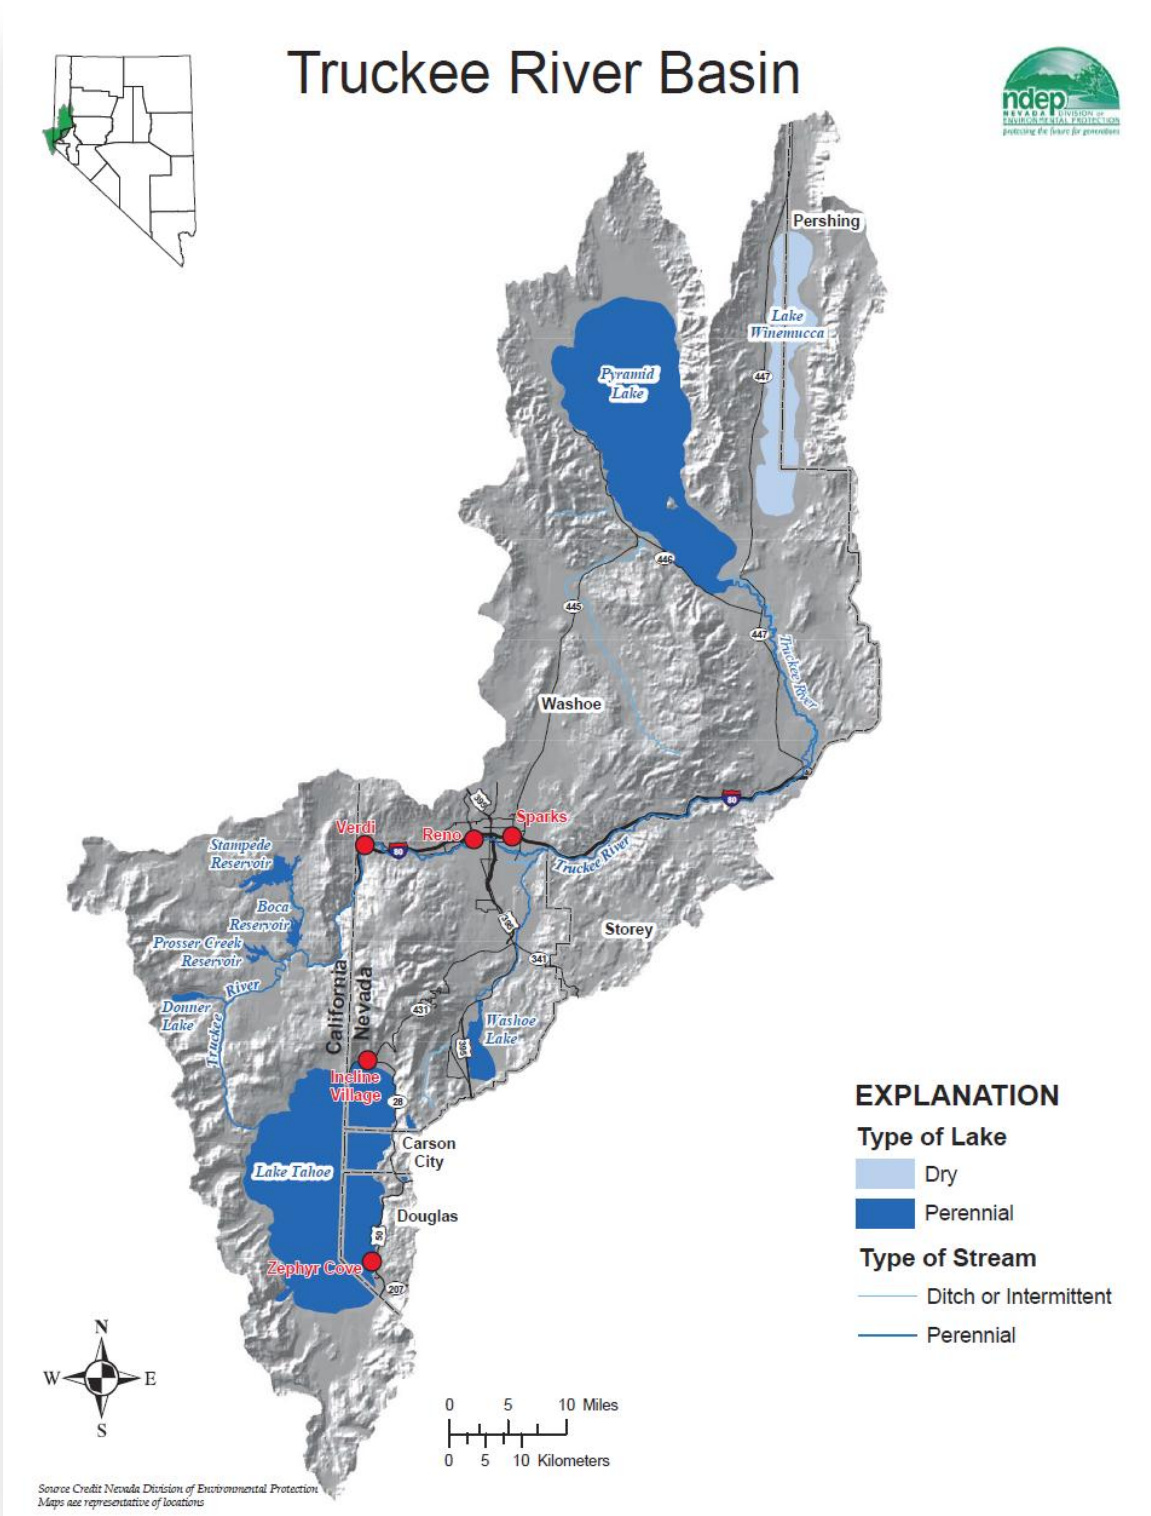 Truckee River Basin
ndep
NEVADA DIVISION OF
ENVIRONMENTAL PROTECTION
protecting the future for generations
Pershing
Lake
Winemucca
Pyramid
Lake
447
446
445
447
Truckee River
Washoe
395
Sparks
Verdi
Reno
80
80
Stampede
Reservoir
Truckee River
Boca
Reservoir
395
Storey
Prosser Creek
Reservoir
341
River
California
Nevada
Donner
Lake
Truckee
431
Washoe
Lake
395
Incline
Village
28
Carson
City
Lake Tahoe
Douglas
50
Zephyr Cove
207
EXPLANATION
Type of Lake
Dry
Perennial
Type of Stream
Ditch or Intermittent
Perennial
N
W E
S
0 5 10 Miles
0 5 10 Kilometers
Source Credit Nevada Division of Environmental Protection
Maps aee representative of locations